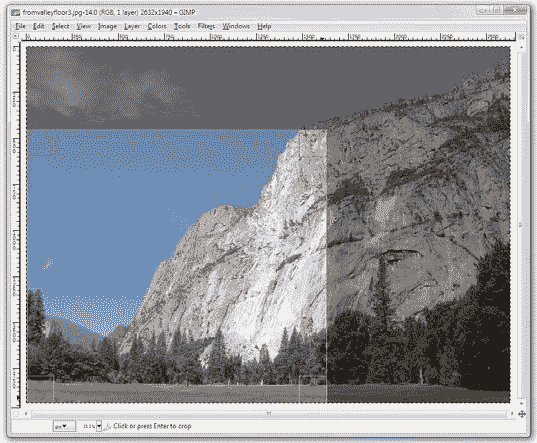 fromvalleyfloor3.jpg-14.0 (RGB, 1 layer) 2632x1940 – GIMP
File Edit Select View Image Layer Colors Tools Filters Windows Help
px Click or press Enter to crop